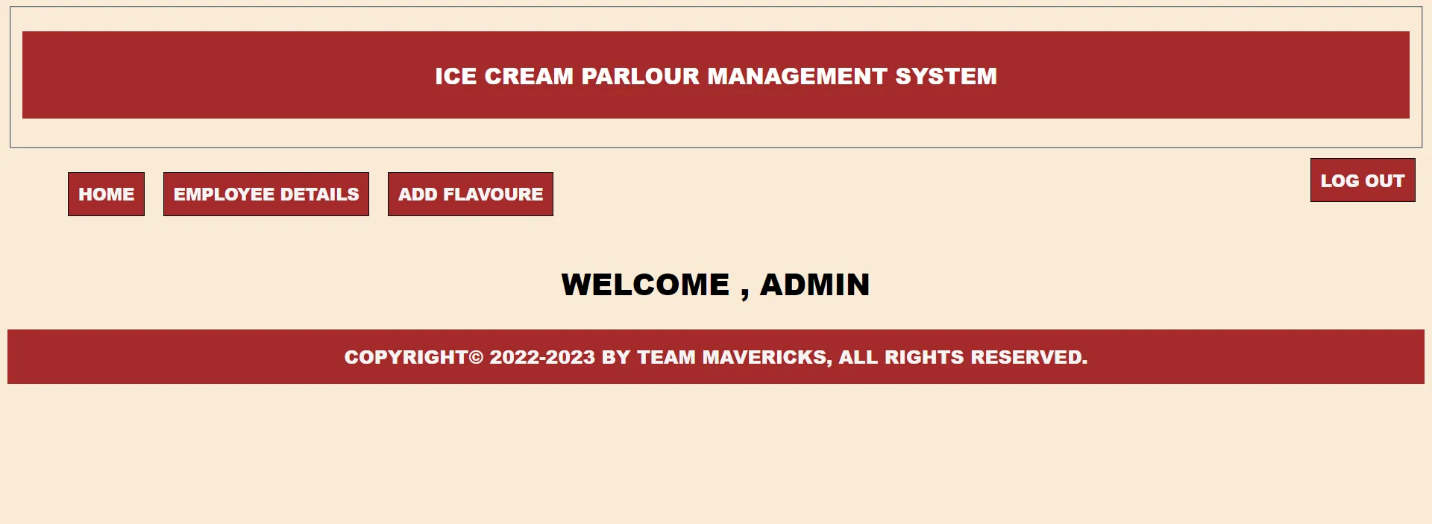 ICE CREAM PARLOUR MANAGEMENT SYSTEM
HOME EMPLOYEE DETAILS ADD FLAVOURE LOG OUT
WELCOME , ADMIN
COPYRIGHT© 2022-2023 BY TEAM MAVERICKS, ALL RIGHTS RESERVED.